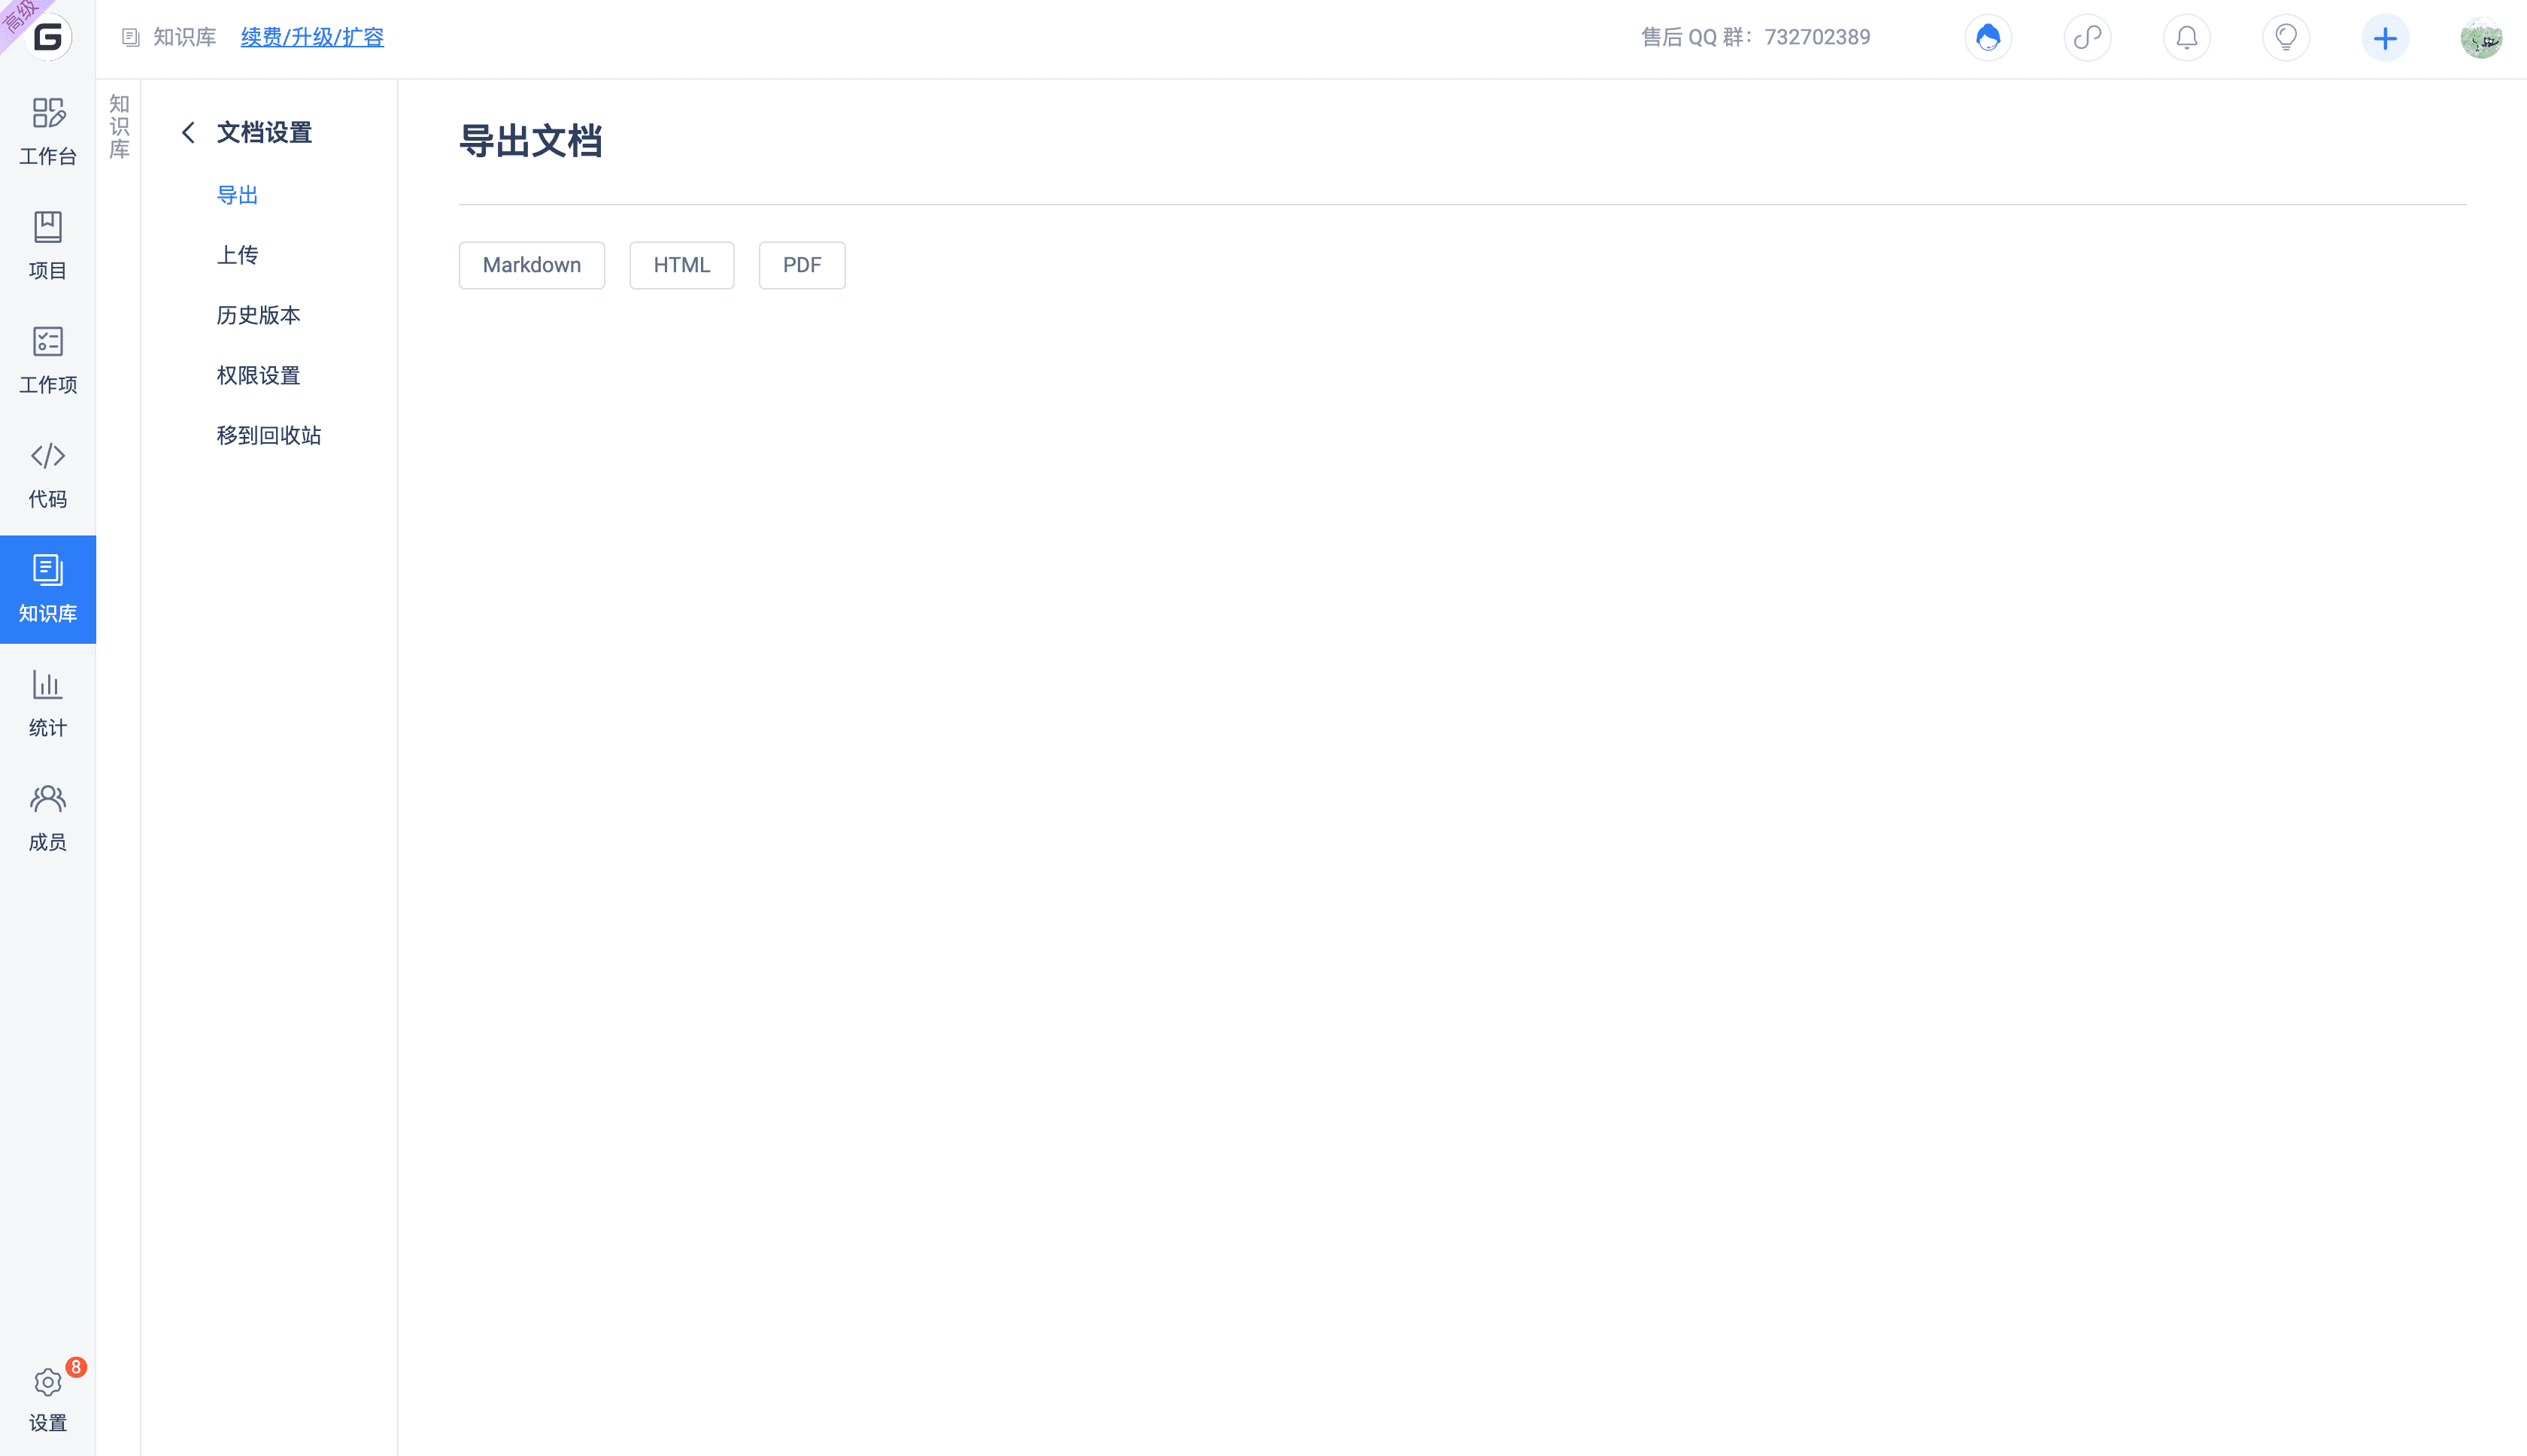 高级
知识库 续费/升级/扩容 售后 QQ 群：732702389
工作台
项目
工作项
代码
知识库
统计
成员
8
设置
知识库
文档设置
导出
上传
历史版本
权限设置
移到回收站
导出文档
Markdown HTML PDF